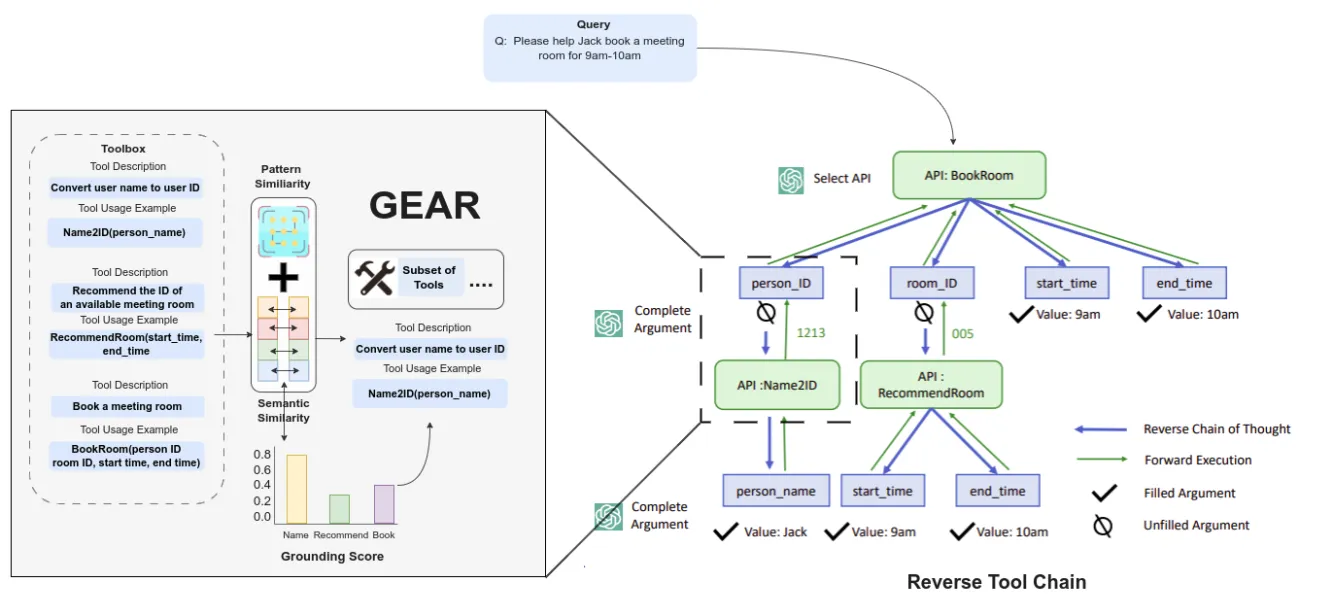 Query
Q: Please help Jack book a meeting
room for 9am-10am
Toolbox
Tool Description
Convert user name to user ID
Tool Usage Example
Name2ID(person_name)
Tool Description
Recommend the ID of
an available meeting room
Tool Usage Example
RecommendRoom(start_time,
end_time
Tool Description
Book a meeting room
Tool Usage Example
BookRoom(person ID
room ID, start time, end time)
Pattern
Similiarity
Semantic
Similarity
GEAR
Subset of
Tools
....
Tool Description
Convert user name to user ID
Tool Usage Example
Name2ID(person_name)
0.8
0.6
0.4
0.2
0.0
Name Recommend Book
Grounding Score
Select API
API: BookRoom
Complete
Argument
person_ID
room_ID
start_time
end_time
Value: 9am
Value: 10am
1213
005
API :Name2ID
API :
RecommendRoom
Complete
Argument
person_name
start_time
end_time
Value: Jack
Value: 9am
Value: 10am
Reverse Chain of Thought
Forward Execution
Filled Argument
Unfilled Argument
Reverse Tool Chain